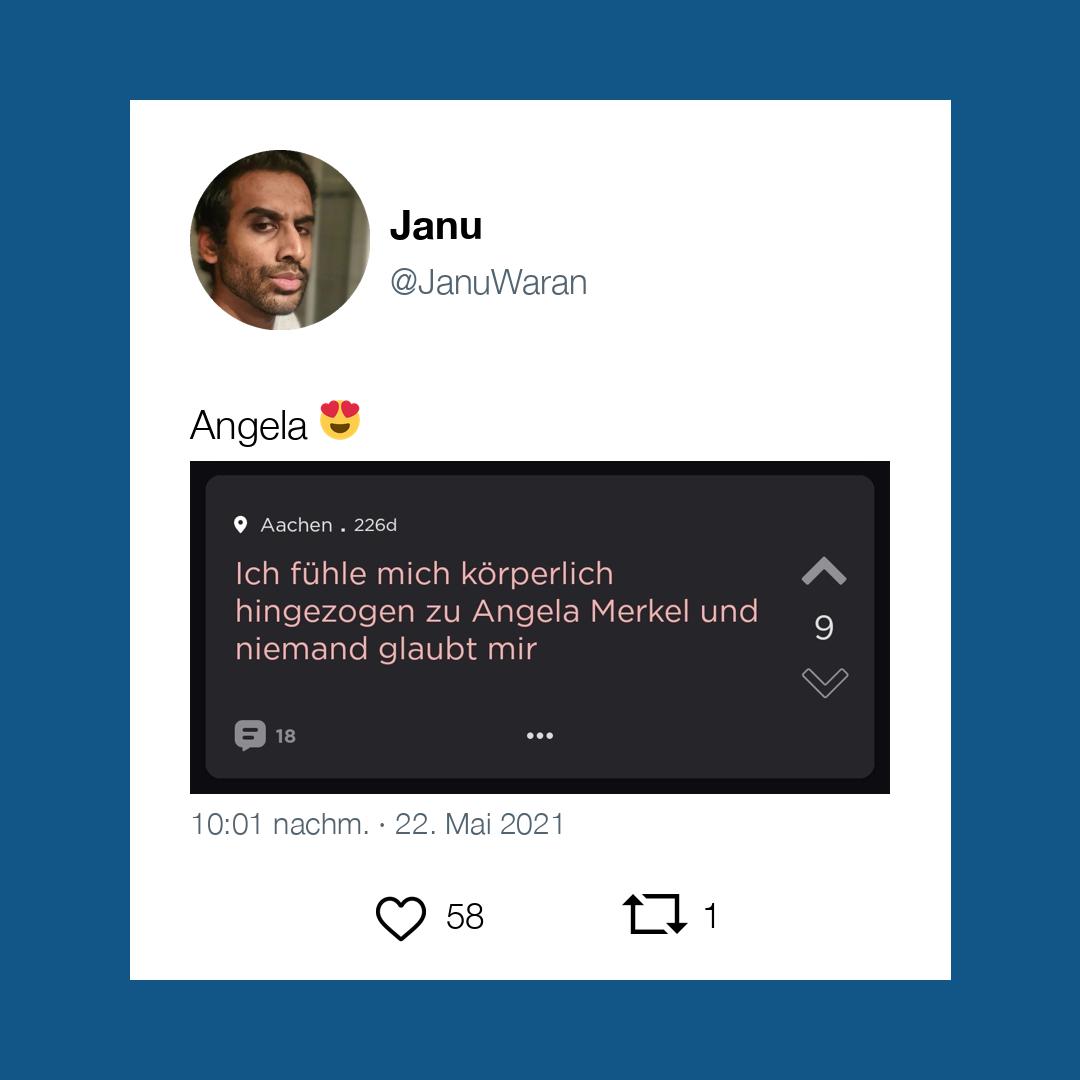 Janu
@JanuWaran
Angela 😍
Aachen . 226d
Ich fühle mich körperlich
hingezogen zu Angela Merkel und
niemand glaubt mir
9
18
10:01 nachm. · 22. Mai 2021
58 1